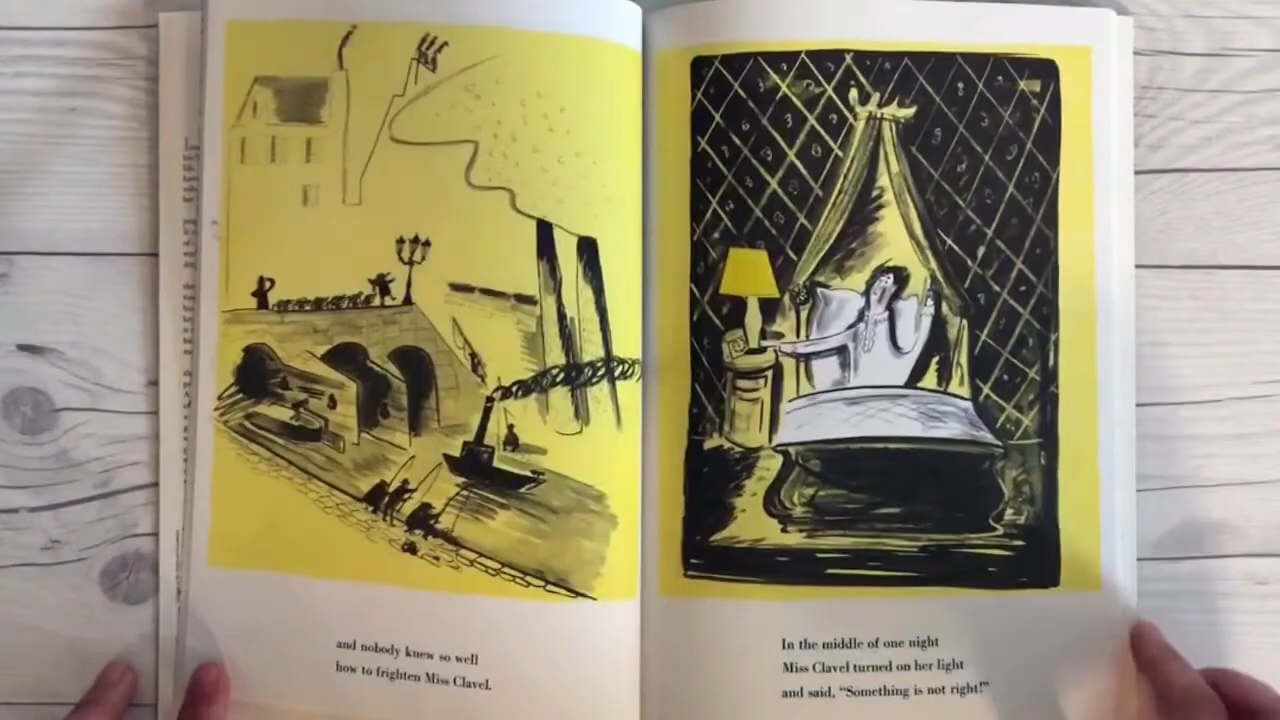 and nobody knew so well
how to frighten Miss Clavel.
In the middle of one night
Miss Clavel turned on her light
and said, “Something is not right!”